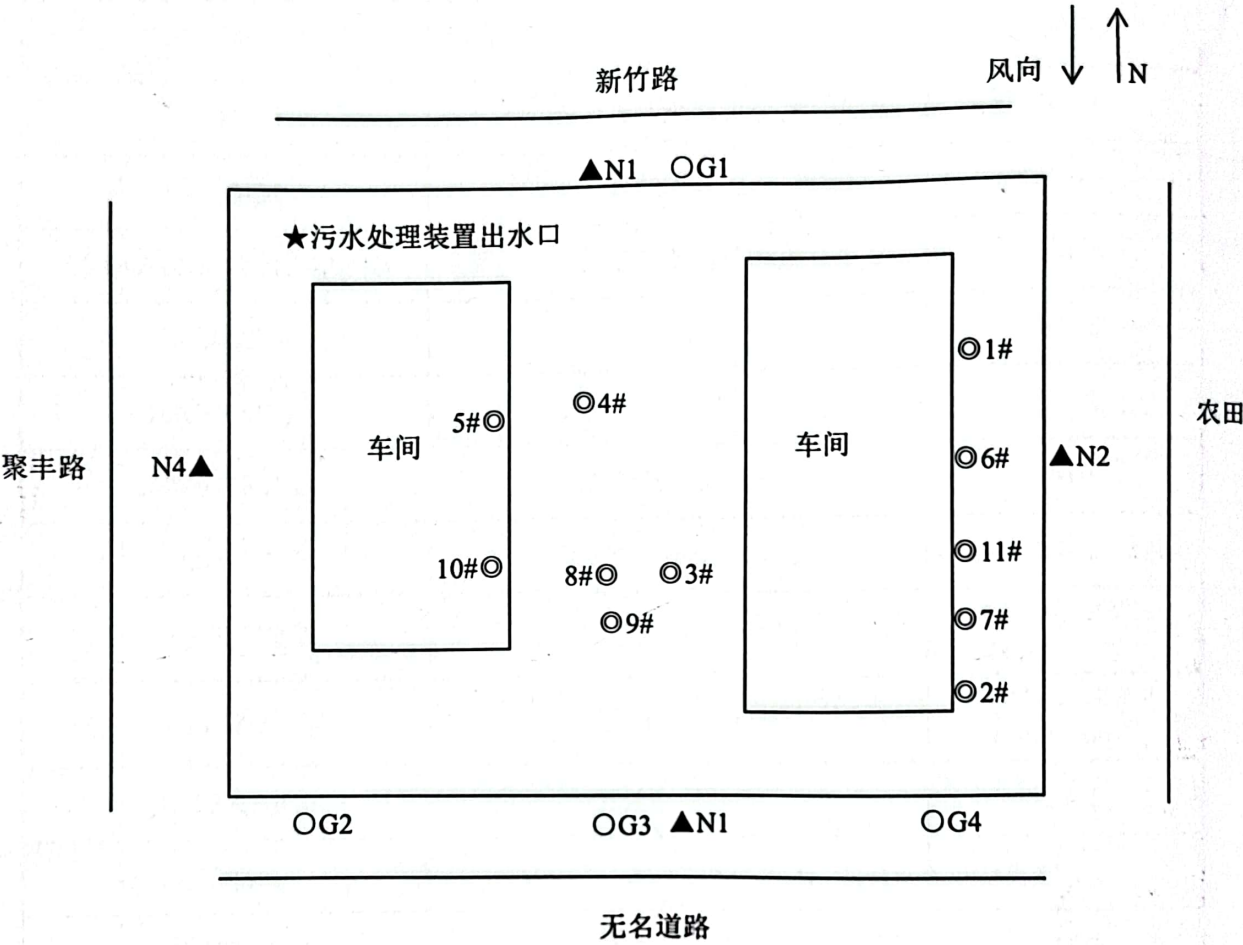 新竹路
风向
N
▲N1
○G1
★污水处理装置出水口
◎1#
◎4#
5#◎
车间
车间
◎6#
▲N2
农田
聚丰路
N4▲
10#◎
8#◎
◎3#
◎11#
◎9#
◎7#
◎2#
○G2
○G3
▲N1
○G4
无名道路